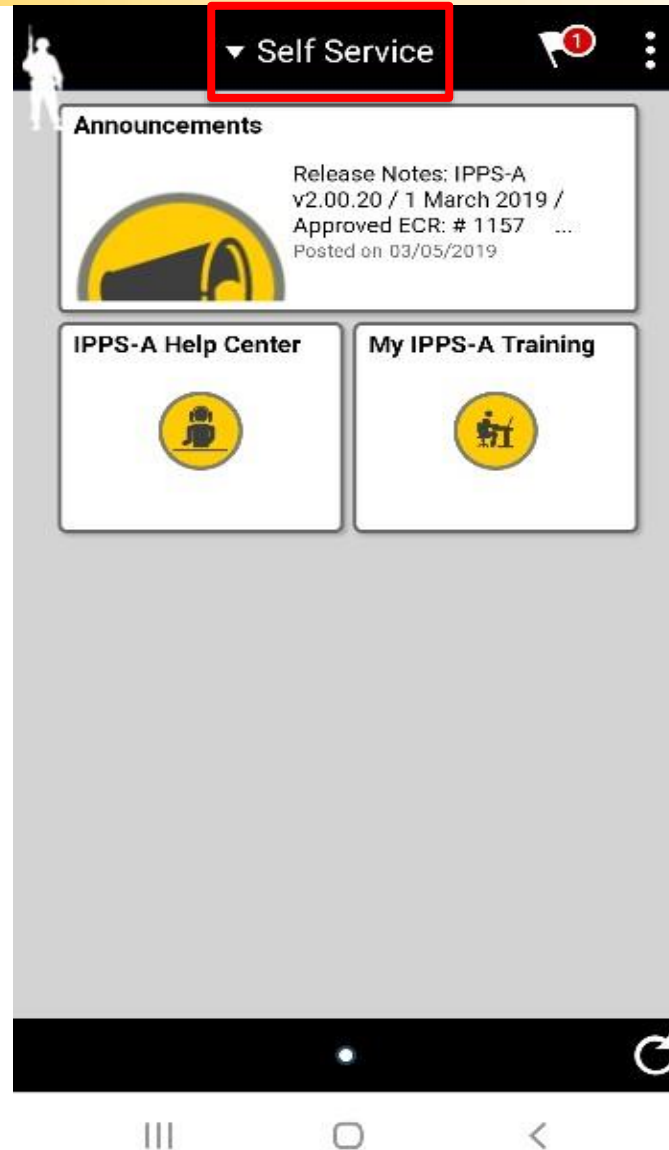 Self Service
1
Announcements
Release Notes: IPPS-A
v2.00.20 / 1 March 2019 /
Approved ECR: # 1157 ...
Posted on 03/05/2019
IPPS-A Help Center
My IPPS-A Training